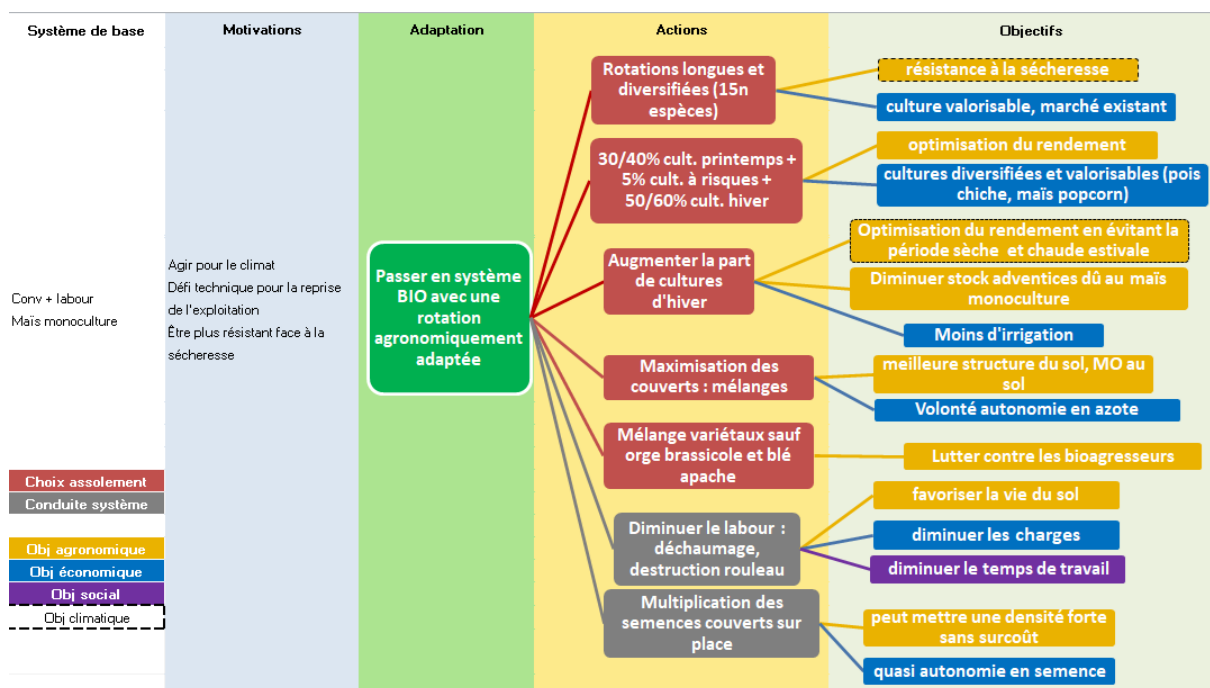 Système de base
Motivations
Adaptation
Actions
Objectifs
Conv + labour
Maïs monoculture
Agir pour le climat
Défi technique pour la reprise
de l'exploitation
Être plus résistant face à la
sécheresse
Passer en système
BIO avec une
rotation
agronomiquement
adaptée
Rotations longues et
diversifiées (15n
espèces)
résistance à la sécheresse
culture valorisable, marché existant
30/40% cult. printemps +
5% cult. à risques +
50/60% cult. hiver
optimisation du rendement
cultures diversifiées et valorisables (pois
chiche, maïs popcorn)
Augmenter la part
de cultures
d'hiver
Optimisation du rendement en évitant la
période sèche et chaude estivale
Diminuer stock adventices dû au maïs
monoculture
Moins d'irrigation
Maximisation des
couverts : mélanges
meilleure structure du sol, MO au
sol
Volonté autonomie en azote
Mélange variétaux sauf
orge brassicole et blé
apache
Lutter contre les bioagresseurs
Diminuer le labour :
déchaumage,
destruction rouleau
favoriser la vie du sol
diminuer les charges
diminuer le temps de travail
Multiplication des
semences couverts sur
place
peut mettre une densité forte
sans surcoût
quasi autonomie en semence
Choix assolement
Conduite système
Obj agronomique
Obj économique
Obj social
Obj climatique